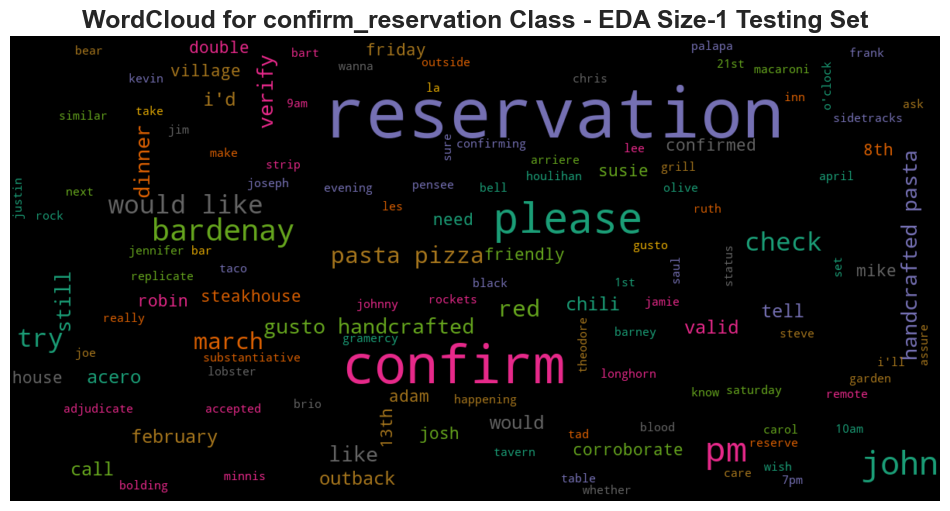 WordCloud for confirm_reservation Class - EDA Size-1 Testing Set
bear
double
bart
friday
outside
palapa
frank
wanna
village
kevin
verify
la
21st
macaroni
o'clock
chris
i'd
9am
take
similar
jim
reservation
inn
ask
sidetracks
dinner
make
strip
sure
confirming
arriere
houlihan
lee
confirmed
grill
susie
8th
april
handcrafted pasta
justin
next
rock
joseph
evening
pensee
bell
olive
would like
les
need
please
ruth
bardenay
check
jennifer
bar
pasta pizza
friendly
gusto
replicate
taco
black
saul
status
set
mike
still
robin
steakhouse
johnny
rockets
1st
jamie
red
chili
tell
really
try
gusto handcrafted
gramercy
barney
valid
steve
march
joe
substantiative
theodore
i'll
assure
house
acero
lobster
confirm
longhorn
garden
know
saturday
remote
adjudicate
accepted
brio
adam
happening
february
13th
josh
would
tad
blood
carol
10am
reserve
like
tavern
corroborate
pm
john
call
minnis
outback
table
whether
care
wish
7pm
bolding